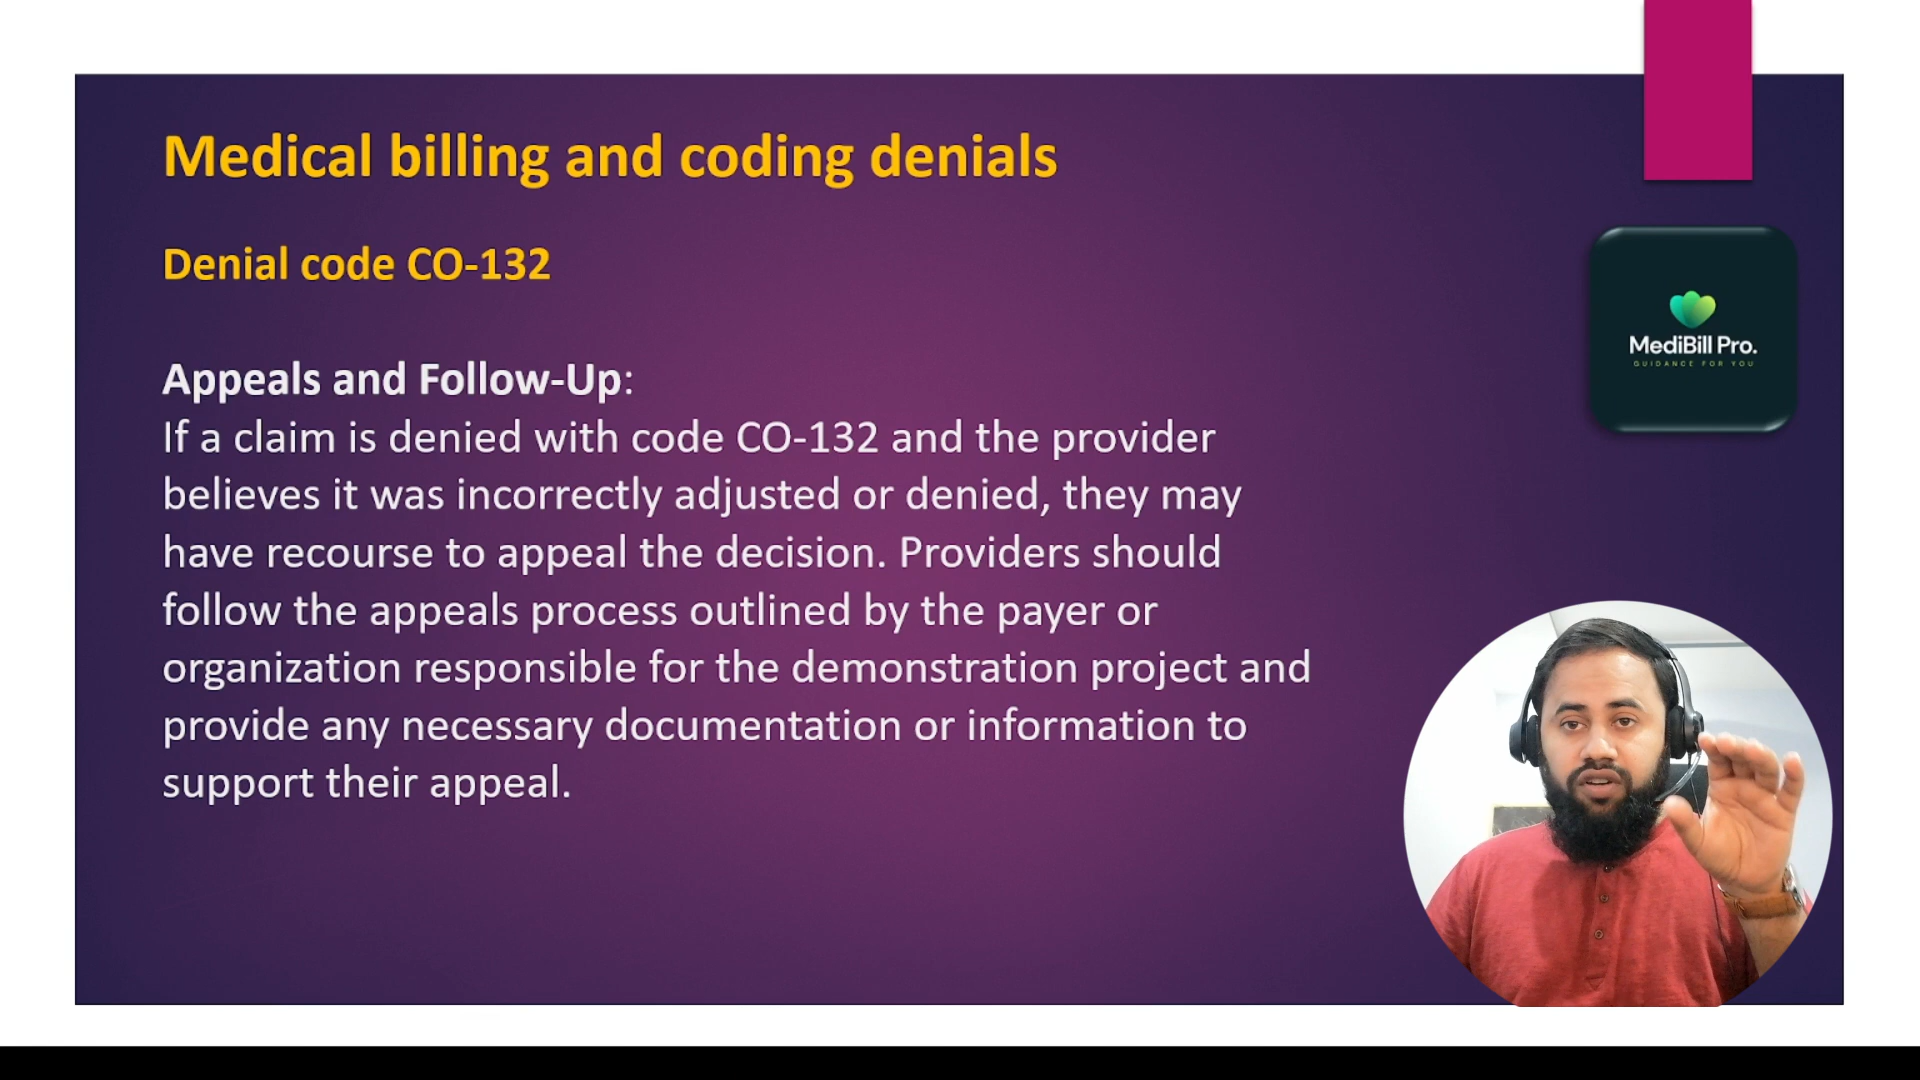 Medical billing and coding denials
Denial code CO-132
Appeals and Follow-Up:
If a claim is denied with code CO-132 and the provider
believes it was incorrectly adjusted or denied, they may
have recourse to appeal the decision. Providers should
follow the appeals process outlined by the payer or
organization responsible for the demonstration project and
provide any necessary documentation or information to
support their appeal.
MediBill Pro.
GUIDANCE FOR YOU